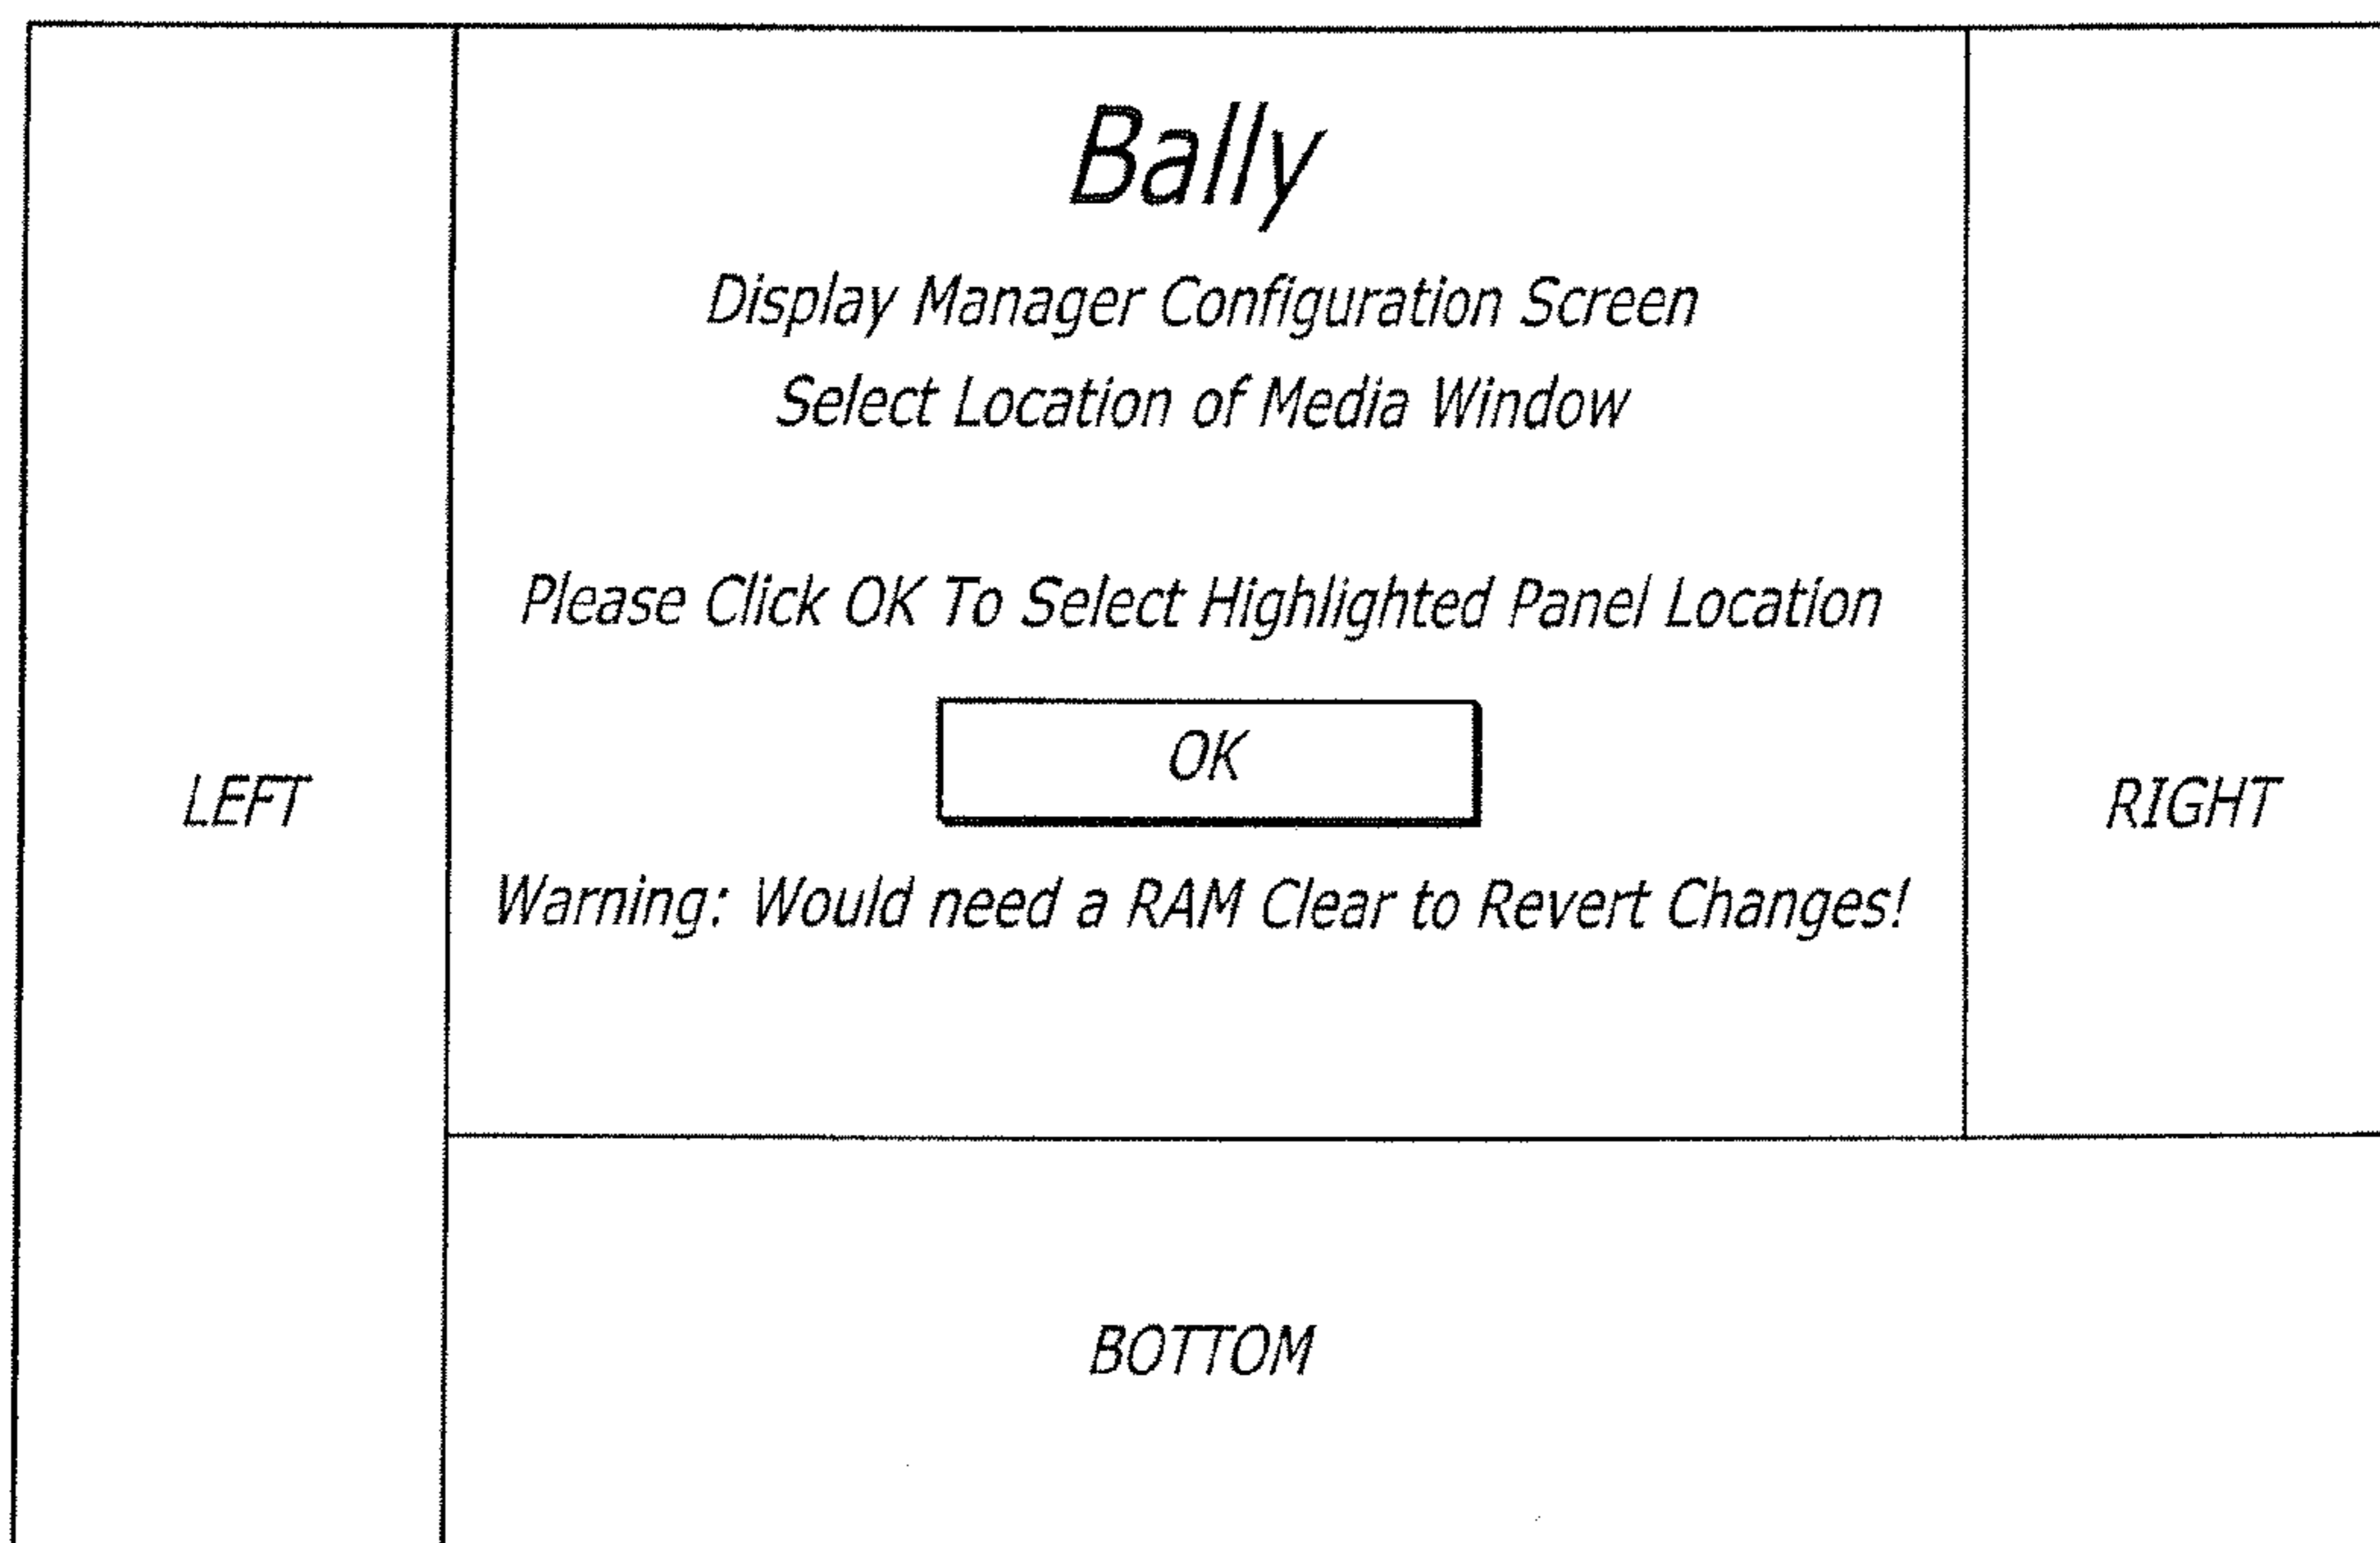 Bally
Display Manager Configuration Screen
Select Location of Media Window
Please Click OK To Select Highlighted Panel Location
OK
LEFT
RIGHT
Warning: Would need a RAM Clear to Revert Changes!
BOTTOM